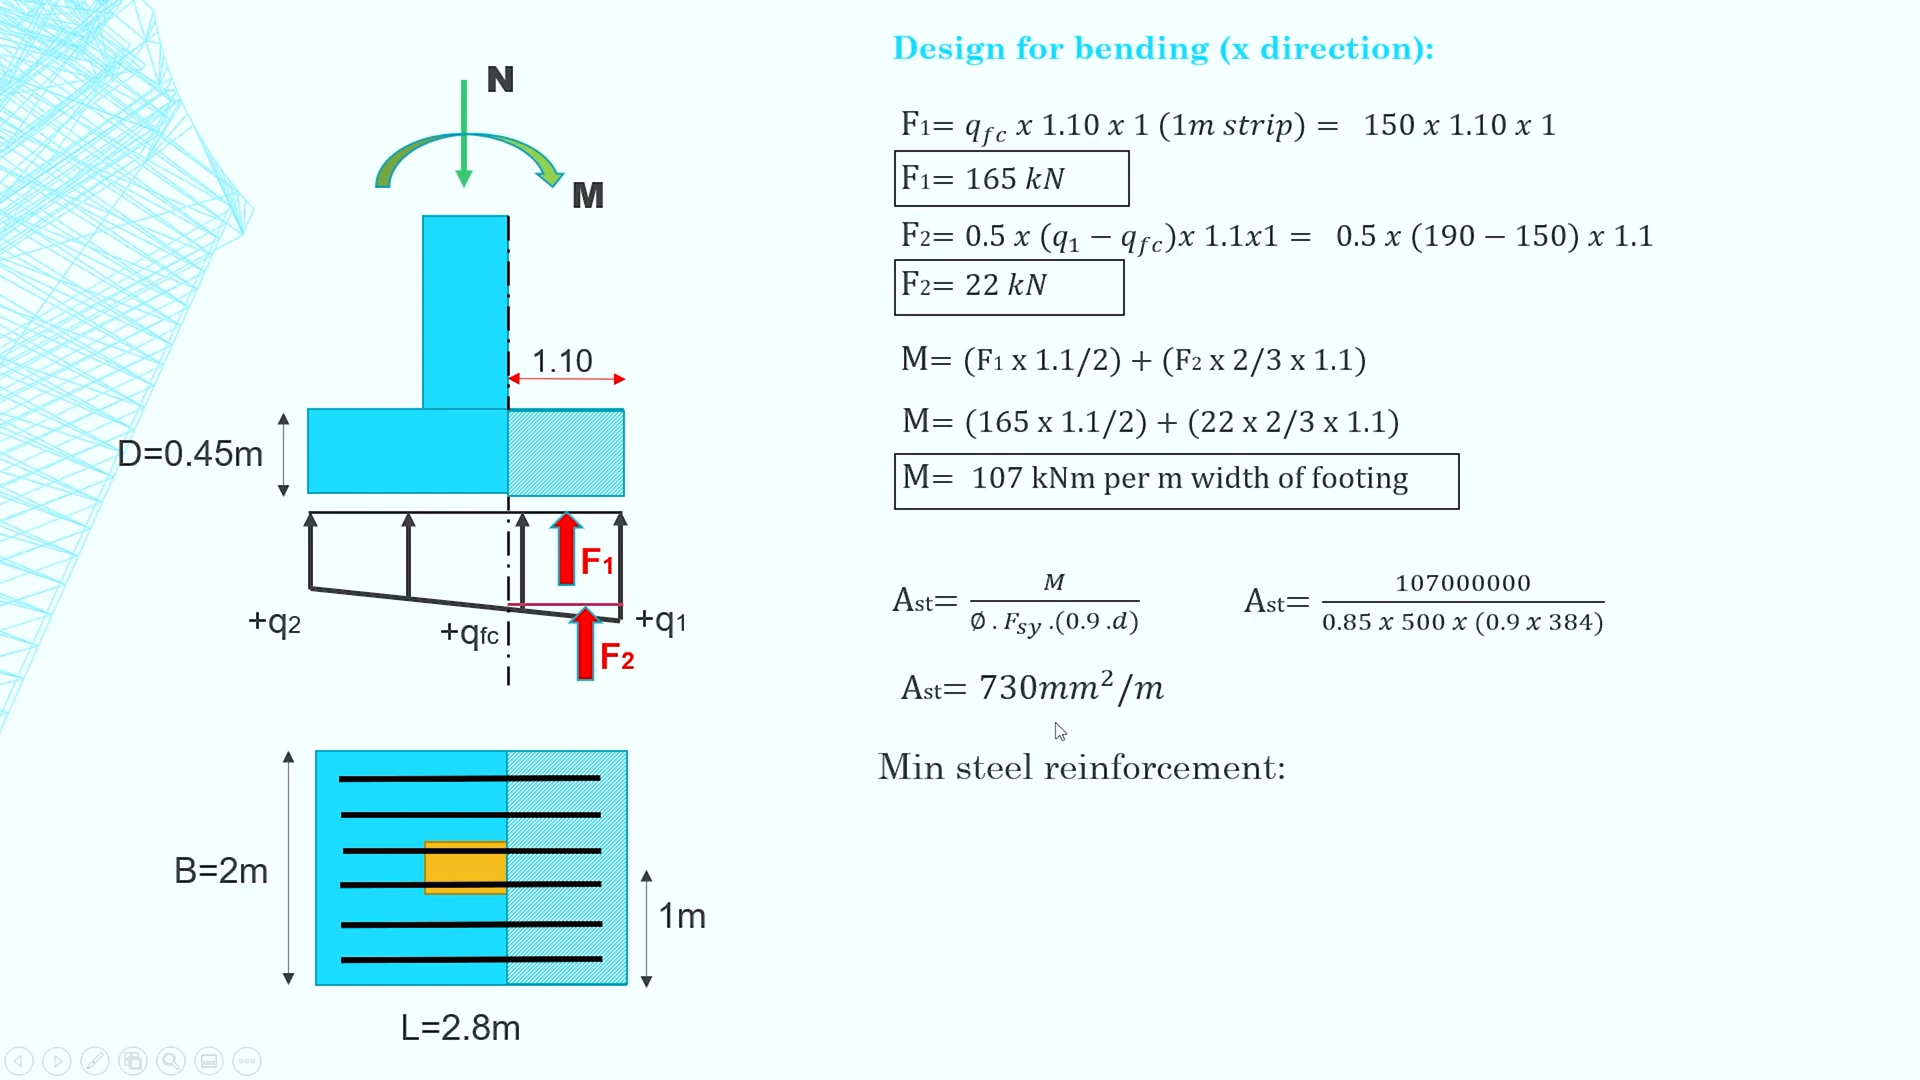 Design for bending (x direction):
F1= q_fc x 1.10 x 1 (1m strip) = 150 x 1.10 x 1
F1= 165 kN
F2= 0.5 x (q_1 − q_fc)x 1.1x1 = 0.5 x (190 − 150) x 1.1
F2= 22 kN
M= (F1 x 1.1/2) + (F2 x 2/3 x 1.1)
M= (165 x 1.1/2) + (22 x 2/3 x 1.1)
M= 107 kNm per m width of footing
Ast= M / ∅ . F_sy .(0.9 .d)
Ast= 107000000 / 0.85 x 500 x (0.9 x 384)
Ast= 730mm²/m
Min steel reinforcement:
N
M
1.10
D=0.45m
F1
+q2
+qfc
+q1
F2
B=2m
1m
L=2.8m